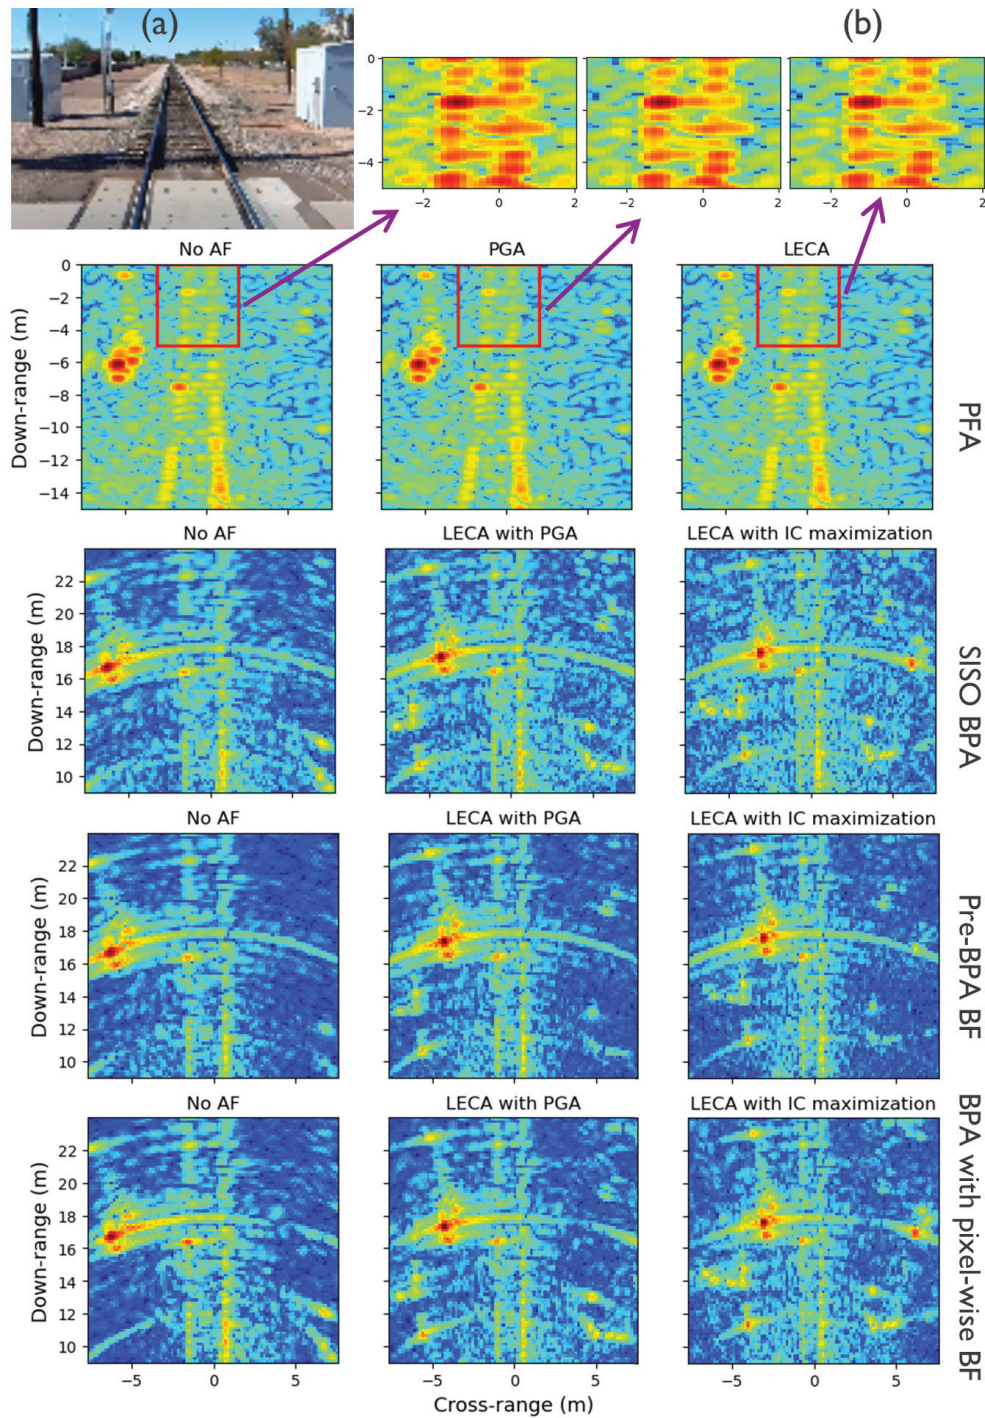 (a)
(b)
0
−2
−4
−2 0 2
−2 0 2
−2 0 2
No AF
PGA
LECA
0
−2
−4
−6
−8
−10
−12
−14
Down-range (m)
PFA
No AF
LECA with PGA
LECA with IC maximization
22
20
18
16
14
12
10
Down-range (m)
SISO BPA
No AF
LECA with PGA
LECA with IC maximization
22
20
18
16
14
12
10
Down-range (m)
Pre-BPA BF
No AF
LECA with PGA
LECA with IC maximization
22
20
18
16
14
12
10
Down-range (m)
BPA with pixel-wise BF
−5 0 5
−5 0 5
−5 0 5
Cross-range (m)